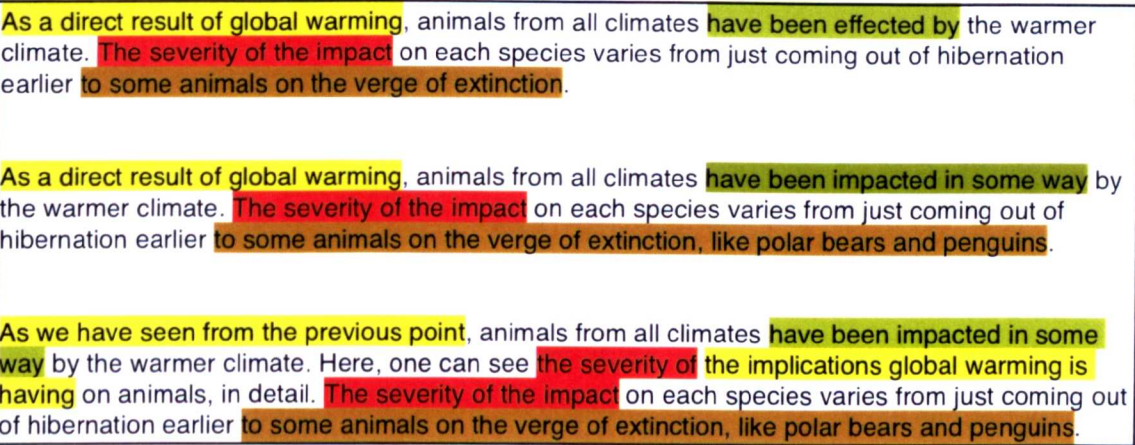 As a direct result of global warming, animals from all climates have been effected by the warmer
climate. The severity of the impact on each species varies from just coming out of hibernation
earlier to some animals on the verge of extinction.
As a direct result of global warming, animals from all climates have been impacted in some way by
the warmer climate. The severity of the impact on each species varies from just coming out of
hibernation earlier to some animals on the verge of extinction, like polar bears and penguins.
As we have seen from the previous point, animals from all climates have been impacted in some
way by the warmer climate. Here, one can see the severity of the implications global warming is
having on animals, in detail. The severity of the impact on each species varies from just coming out
of hibernation earlier to some animals on the verge of extinction, like polar bears and penguins.